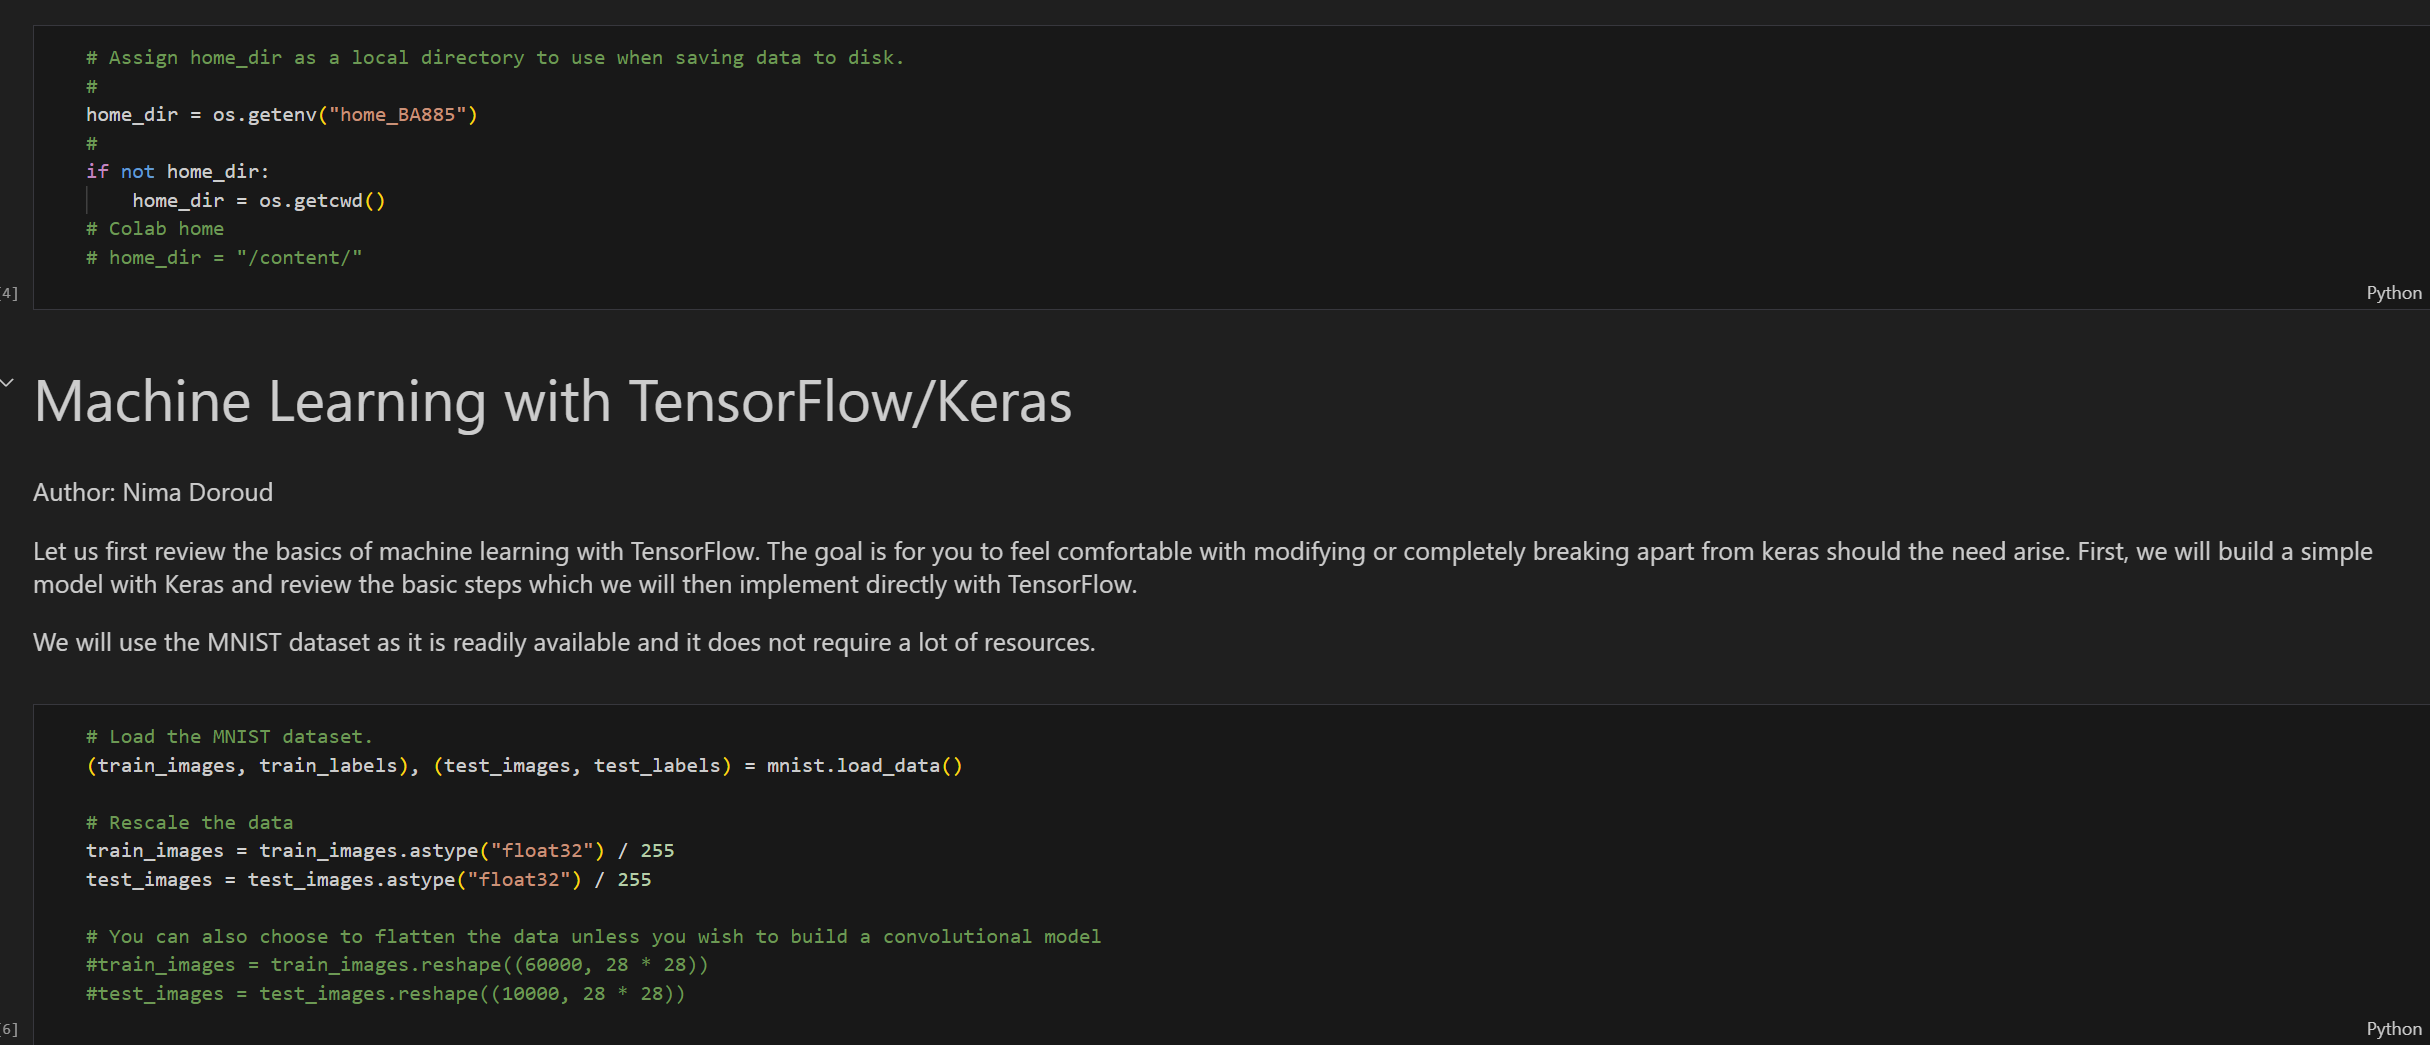 # Assign home_dir as a local directory to use when saving data to disk.
#
home_dir = os.getenv("home_BA885")
#
if not home_dir:
    home_dir = os.getcwd()
# Colab home
# home_dir = "/content/"
4]
Python
Machine Learning with TensorFlow/Keras
Author: Nima Doroud
Let us first review the basics of machine learning with TensorFlow. The goal is for you to feel comfortable with modifying or completely breaking apart from keras should the need arise. First, we will build a simple
model with Keras and review the basic steps which we will then implement directly with TensorFlow.
We will use the MNIST dataset as it is readily available and it does not require a lot of resources.
# Load the MNIST dataset.
(train_images, train_labels), (test_images, test_labels) = mnist.load_data()
# Rescale the data
train_images = train_images.astype("float32") / 255
test_images = test_images.astype("float32") / 255
# You can also choose to flatten the data unless you wish to build a convolutional model
#train_images = train_images.reshape((60000, 28 * 28))
#test_images = test_images.reshape((10000, 28 * 28))
6]
Python